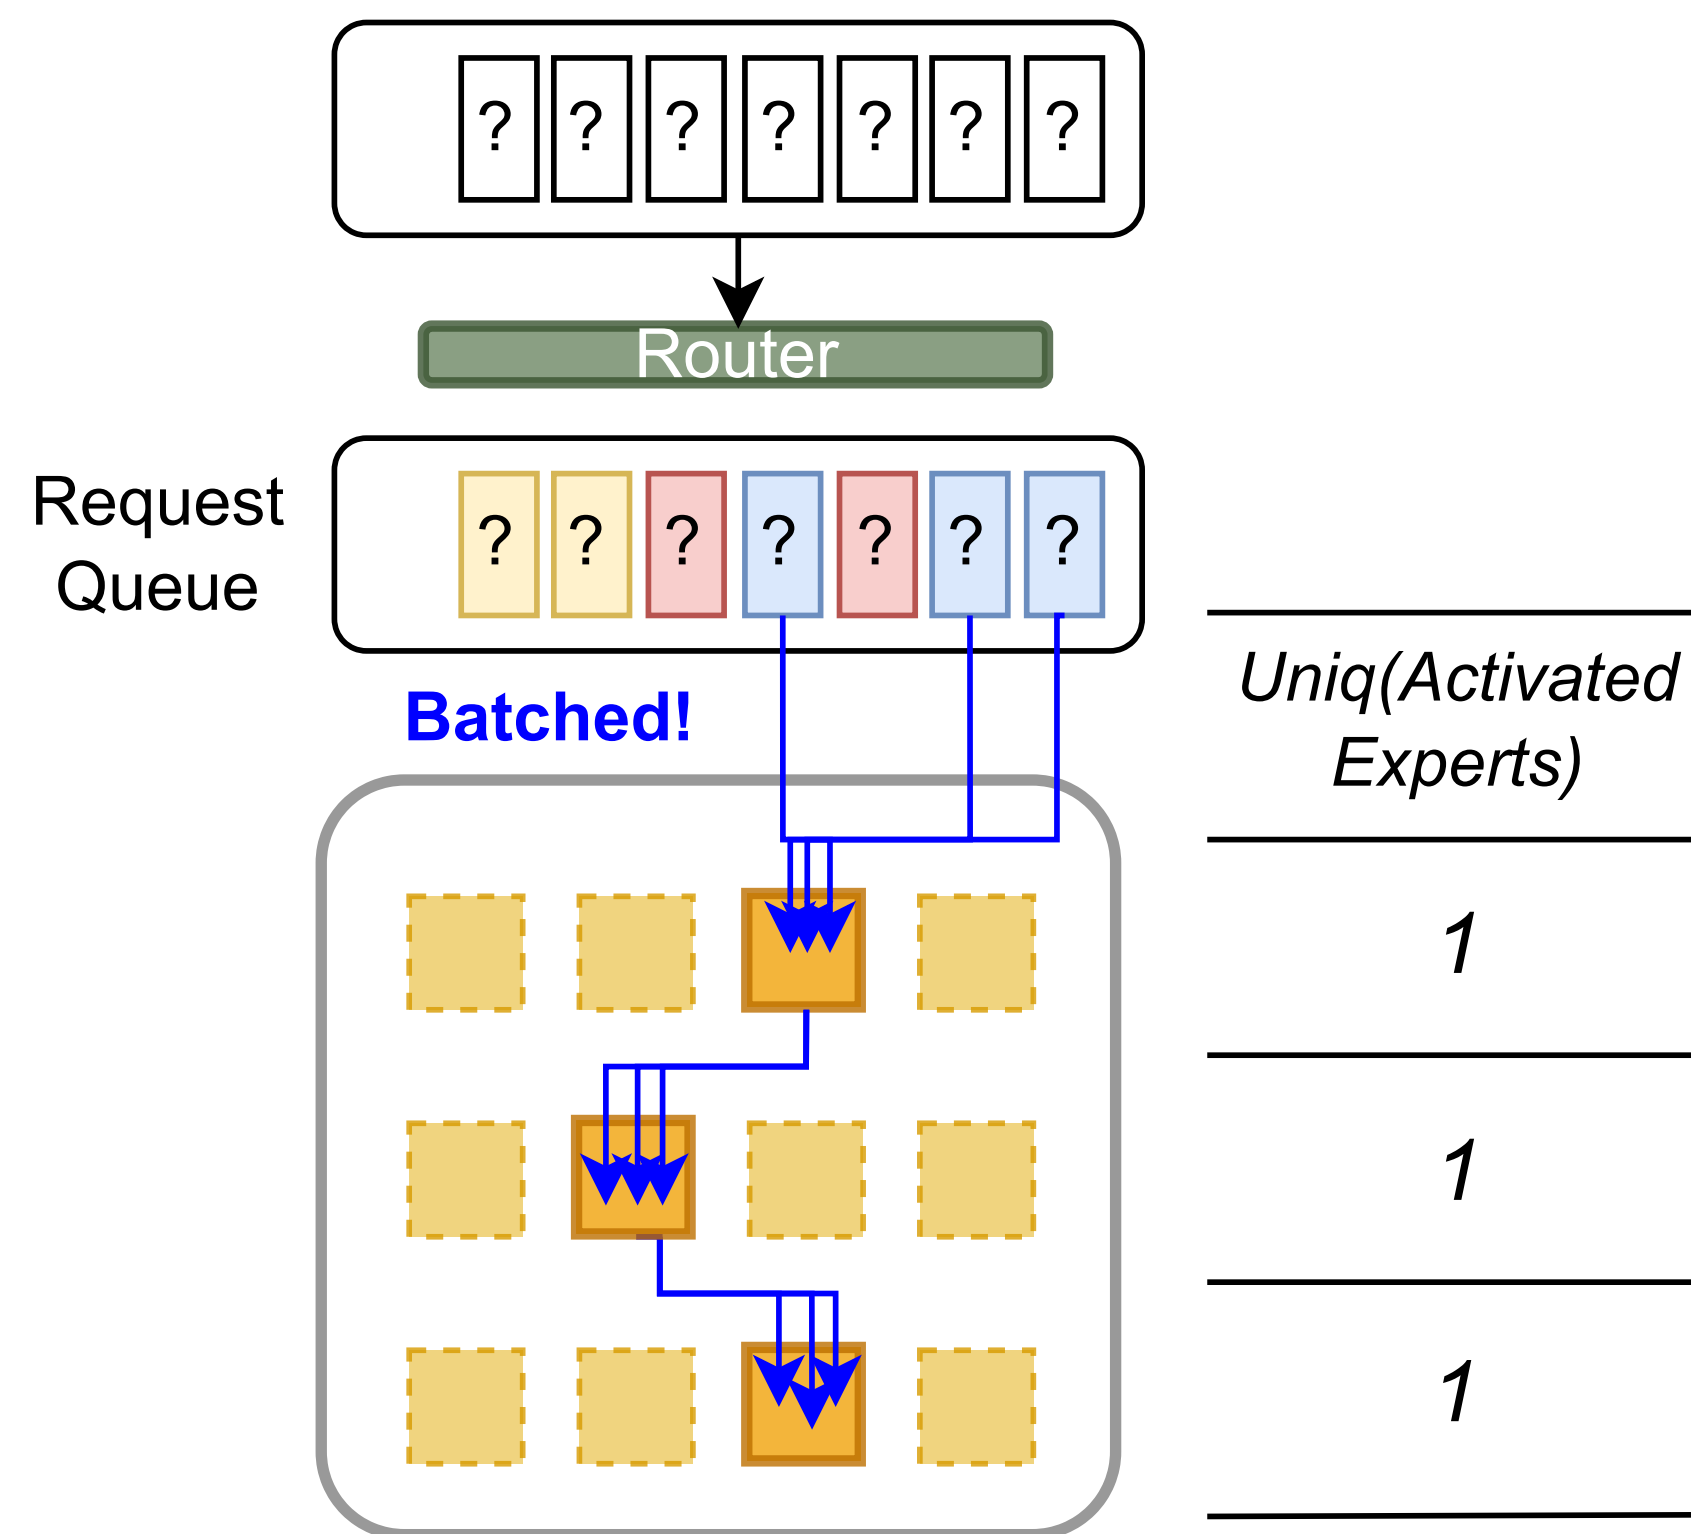 ? ? ? ? ? ? ?
Router
Request
Queue
? ? ? ? ? ? ?
Batched!
Uniq(Activated
Experts)
1
1
1